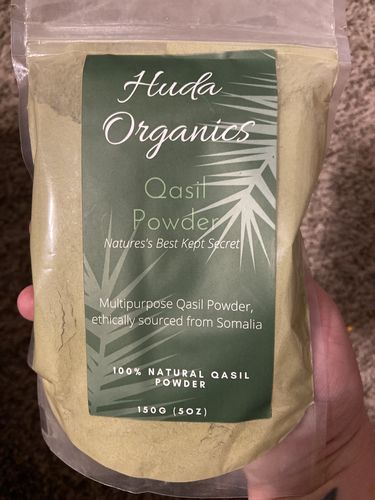 Huda
Organics
Qasil
Powder
Natures's Best Kept Secret
Multipurpose Qasil Powder,
ethically sourced from Somalia
100% NATURAL QASIL
POWDER
150G (5OZ)